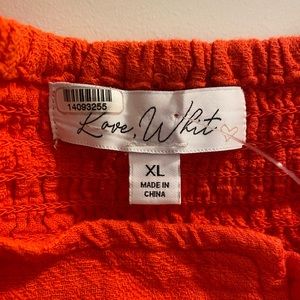 14093255
Love, Whit
XL
MADE IN
CHINA